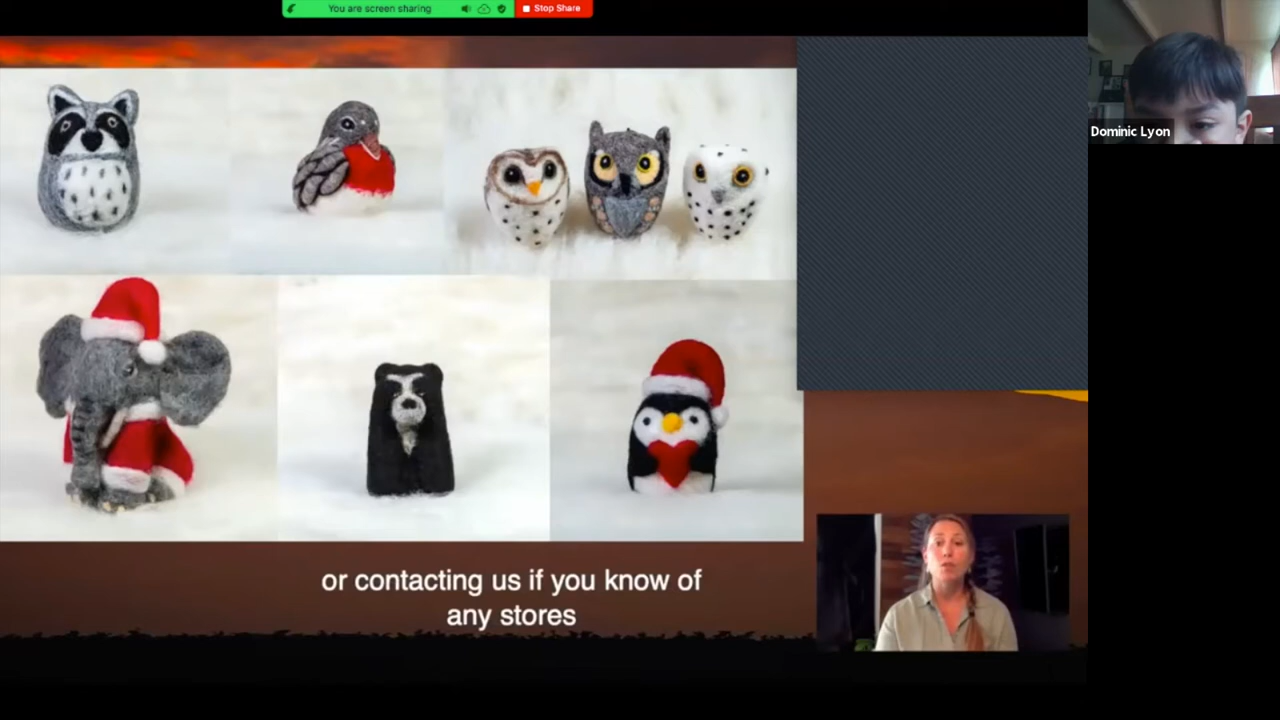 You are screen sharing
Stop Share
Dominic Lyon
or contacting us if you know of
any stores